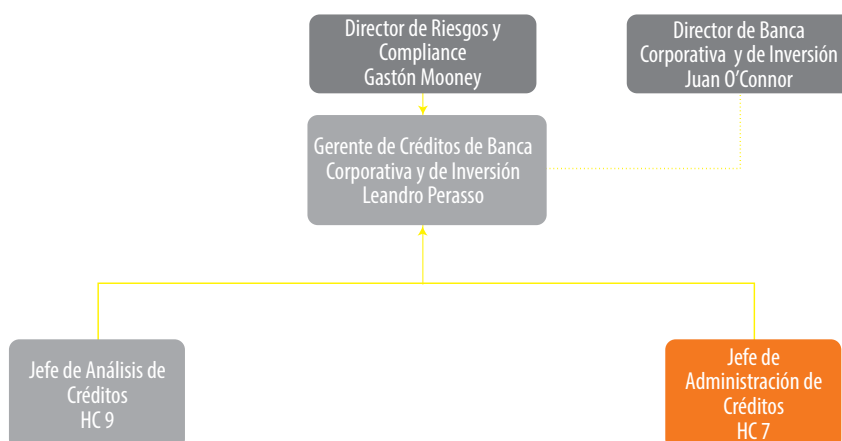 Director de Riesgos y
Compliance
Gastón Mooney
Director de Banca
Corporativa y de Inversión
Juan O’Connor
Gerente de Créditos de Banca
Corporativa y de Inversión
Leandro Perasso
Jefe de Análisis de
Créditos
HC 9
Jefe de
Administración de
Créditos
HC 7